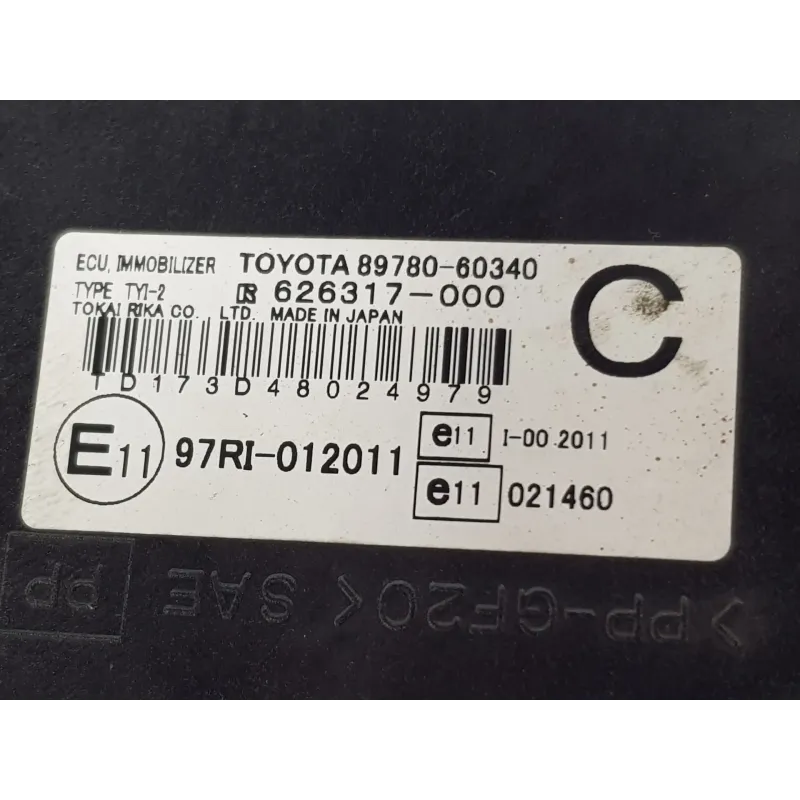 ECU, IMMOBILIZER TOYOTA 89780-60340
TYPE TYI-2 626317-000
TOKAI RIKA CO., LTD. MADE IN JAPAN
C
TD173D48024979
E11 97RI-012011
e11 I-00 2011
e11 021460
>PP-GF20< SAE PP